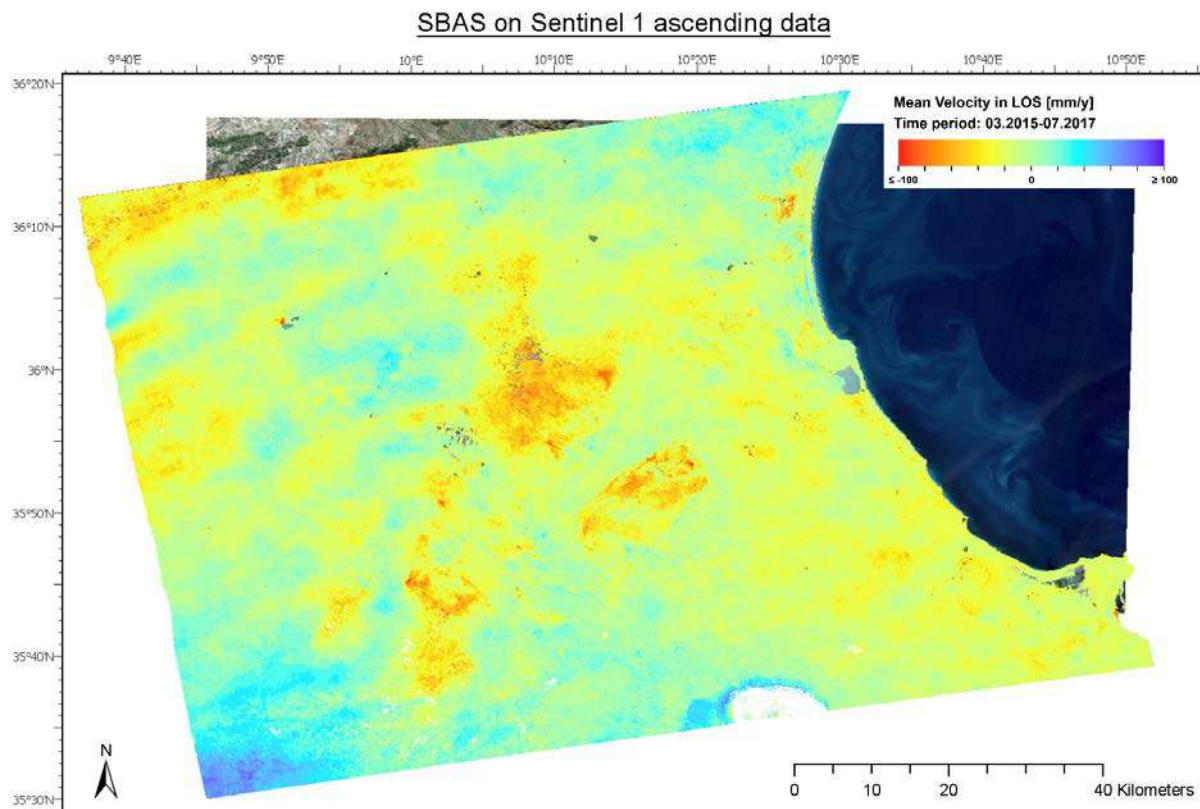 SBAS on Sentinel 1 ascending data
9°40'E 9°50'E 10°E 10°10'E 10°20'E 10°30'E 10°40'E 10°50'E
36°20'N
Mean Velocity in LOS [mm/y]
Time period: 03.2015-07.2017
≤ -100 0 ≥ 100
36°10'N
36°N
35°50'N
35°40'N
N
0 10 20 40 Kilometers
35°30'N